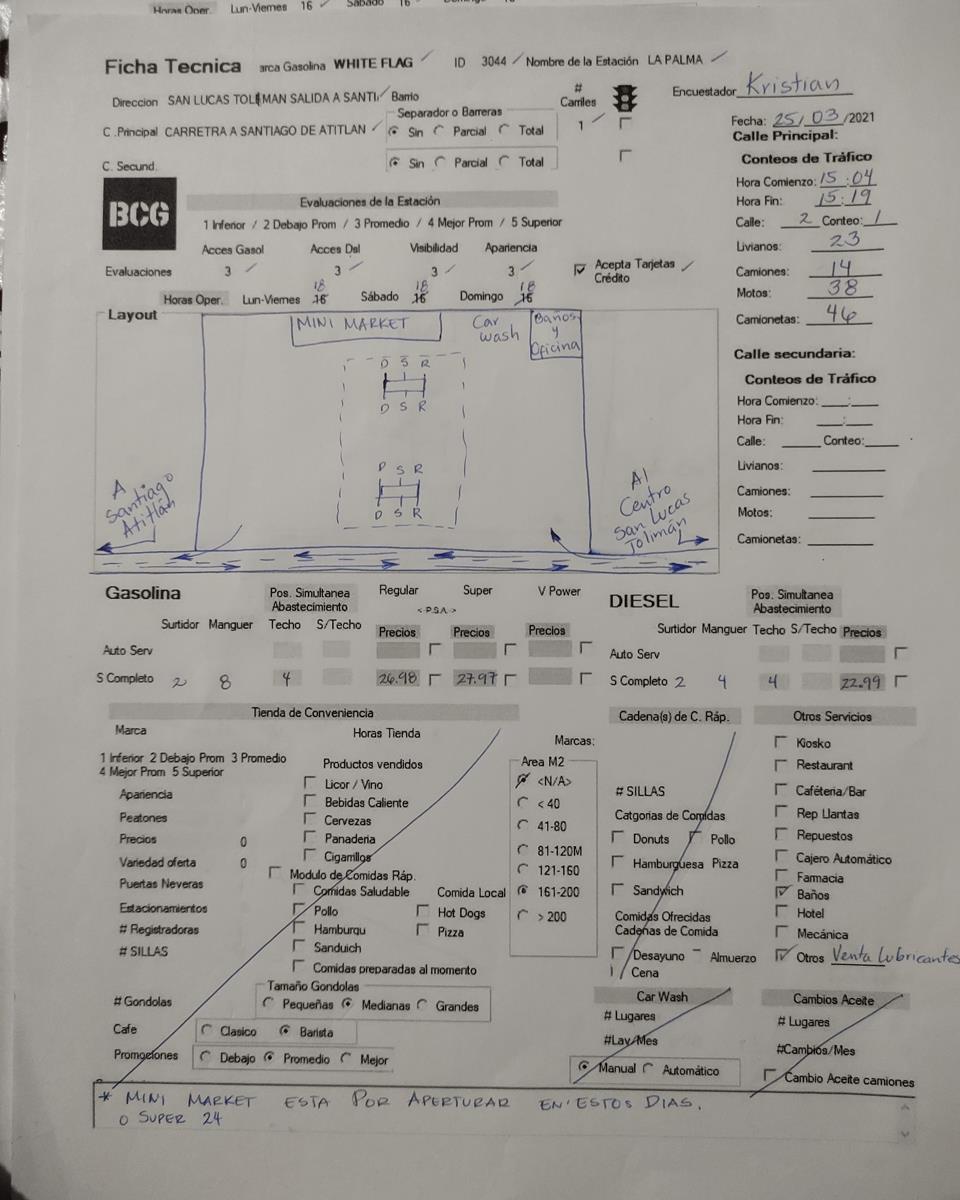 Horas Oper. Lun-Viernes 16 Sábado 16
Ficha Tecnica arca Gasolina WHITE FLAG ID 3044 Nombre de la Estación LA PALMA
Encuestador Kristian
Direccion SAN LUCAS TOLIMAN SALIDA A SANTI Barrio
# Carriles
Separador o Barreras
C .Principal CARRETRA A SANTIAGO DE ATITLAN Sin Parcial Total 1
C. Secund. Sin Parcial Total
Fecha: 25/03/2021
Calle Principal:
Conteos de Tráfico
Hora Comienzo: 15:04
Hora Fin: 15:19
Calle: 2 Conteo: 1
Livianos: 23
Camiones: 14
Motos: 38
Camionetas: 46
BCG
Evaluaciones de la Estación
1 Inferior / 2 Debajo Prom / 3 Promedio / 4 Mejor Prom / 5 Superior
Acces Gasol Acces Dsl Visibilidad Apariencia
Evaluaciones 3 3 3 3 Acepta Tarjetas Crédito
18 18 18
Horas Oper. Lun-Viernes 16 Sábado 16 Domingo 16
Layout
MINI MARKET
Car wash
Baños y Oficina
D S R
D S R
D S R
D S R
A Santiago Atitlán
Al Centro San Lucas Tolimán
Calle secundaria:
Conteos de Tráfico
Hora Comienzo: __:__
Hora Fin: __:__
Calle: Conteo:
Livianos:
Camiones:
Motos:
Camionetas:
Gasolina
Pos. Simultanea Abastecimiento
Regular Super V Power
<-P.S.A.->
Surtidor Manguer Techo S/Techo Precios Precios Precios
Auto Serv
S Completo 2 8 4 26.98 27.97
DIESEL
Pos. Simultanea Abastecimiento
Surtidor Manguer Techo S/Techo Precios
Auto Serv
S Completo 2 4 4 22.99
Tienda de Conveniencia
Marca
Horas Tienda
1 Inferior 2 Debajo Prom 3 Promedio
4 Mejor Prom 5 Superior
Apariencia
Peatones
Precios 0
Variedad oferta 0
Puertas Neveras
Estacionamientos
# Registradoras
# SILLAS
# Gondolas
Cafe
Promociones
Productos vendidos
Licor / Vino
Bebidas Caliente
Cervezas
Panaderia
Cigarrillos
Modulo de Comidas Ráp.
Comidas Saludable
Comida Local
Pollo
Hot Dogs
Hamburgu
Pizza
Sanduich
Comidas preparadas al momento
Tamaño Gondolas
Pequeñas Medianas Grandes
Clasico Barista
Debajo Promedio Mejor
Marcas:
Area M2
<N/A>
< 40
41-80
81-120M
121-160
161-200
> 200
Cadena(s) de C. Ráp.
# SILLAS
Catgorias de Comidas
Donuts Pollo
Hamburguesa Pizza
Sandwich
Comidas Ofrecidas
Cadenas de Comida
Desayuno Almuerzo
Cena
Otros Servicios
Kiosko
Restaurant
Caféteria/Bar
Rep Llantas
Repuestos
Cajero Automático
Farmacia
Baños
Hotel
Mecánica
Otros Venta Lubricantes
Car Wash
# Lugares
#Lav/Mes
Manual Automático
Cambios Aceite
# Lugares
#Cambios/Mes
Cambio Aceite camiones
* MINI MARKET ESTA POR APERTURAR EN ESTOS DIAS.
O SUPER 24